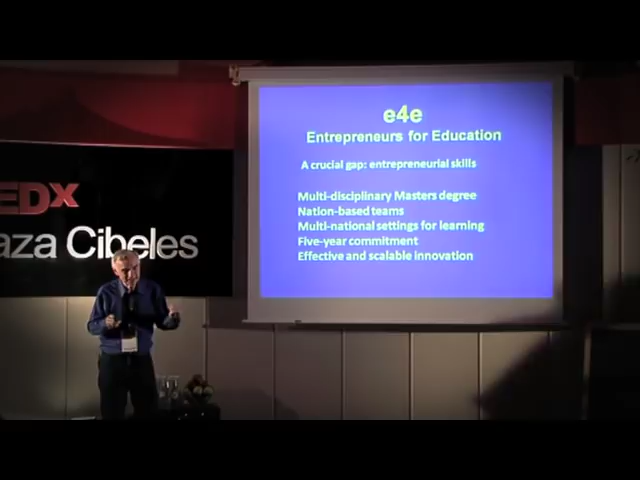 EDx
aza Cibeles
e4e
Entrepreneurs for Education
A crucial gap: entrepreneurial skills
Multi-disciplinary Masters degree
Nation-based teams
Multi-national settings for learning
Five-year commitment
Effective and scalable innovation